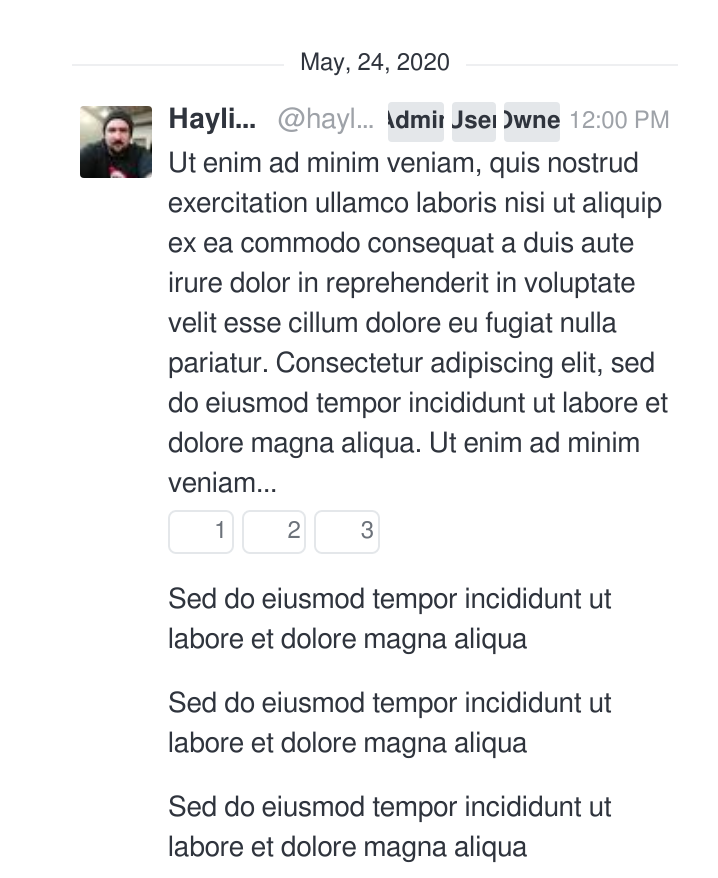 May, 24, 2020
Hayli... @hayl... Admin User Owne 12:00 PM
Ut enim ad minim veniam, quis nostrud
exercitation ullamco laboris nisi ut aliquip
ex ea commodo consequat a duis aute
irure dolor in reprehenderit in voluptate
velit esse cillum dolore eu fugiat nulla
pariatur. Consectetur adipiscing elit, sed
do eiusmod tempor incididunt ut labore et
dolore magna aliqua. Ut enim ad minim
veniam...
1 2 3
Sed do eiusmod tempor incididunt ut
labore et dolore magna aliqua
Sed do eiusmod tempor incididunt ut
labore et dolore magna aliqua
Sed do eiusmod tempor incididunt ut
labore et dolore magna aliqua